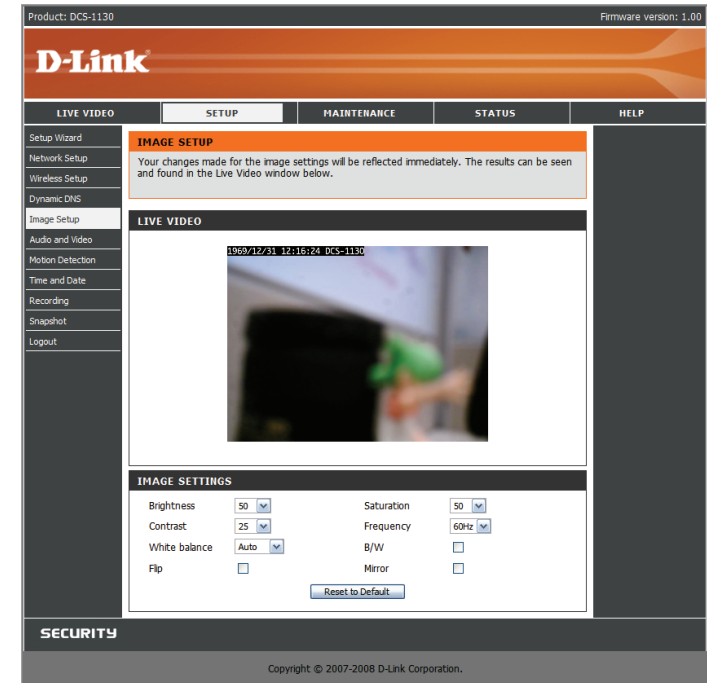 Product: DCS-1130 Firmware version: 1.00
D-Link
LIVE VIDEO SETUP MAINTENANCE STATUS HELP
Setup Wizard
Network Setup
Wireless Setup
Dynamic DNS
Image Setup
Audio and Video
Motion Detection
Time and Date
Recording
Snapshot
Logout
IMAGE SETUP
Your changes made for the image settings will be reflected immediately. The results can be seen
and found in the Live Video window below.
LIVE VIDEO
1969/12/31 12:16:24 DCS-1130
IMAGE SETTINGS
Brightness 50 Saturation 50
Contrast 25 Frequency 60Hz
White balance Auto B/W
Flip Mirror
Reset to Default
SECURITY
Copyright © 2007-2008 D-Link Corporation.